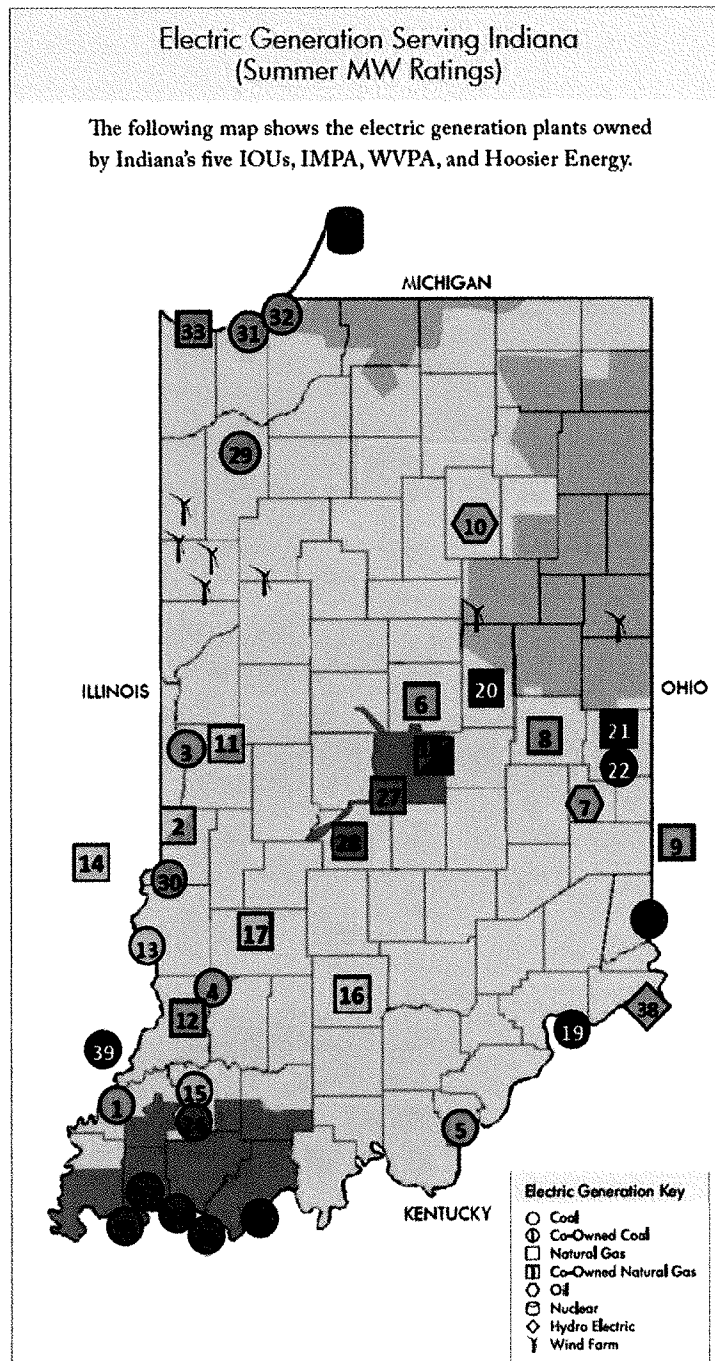 Electric Generation Serving Indiana
(Summer MW Ratings)
The following map shows the electric generation plants owned
by Indiana's five IOUs, IMPA, WVPA, and Hoosier Energy.
MICHIGAN
32
33
31
29
10
ILLINOIS
OHIO
20
6
21
11
8
3
22
27
7
2
28
9
14
30
17
13
4
16
38
12
19
39
15
1
5
KENTUCKY
Electric Generation Key
Coal
Co-Owned Coal
Natural Gas
Co-Owned Natural Gas
Oil
Nuclear
Hydro Electric
Wind Farm